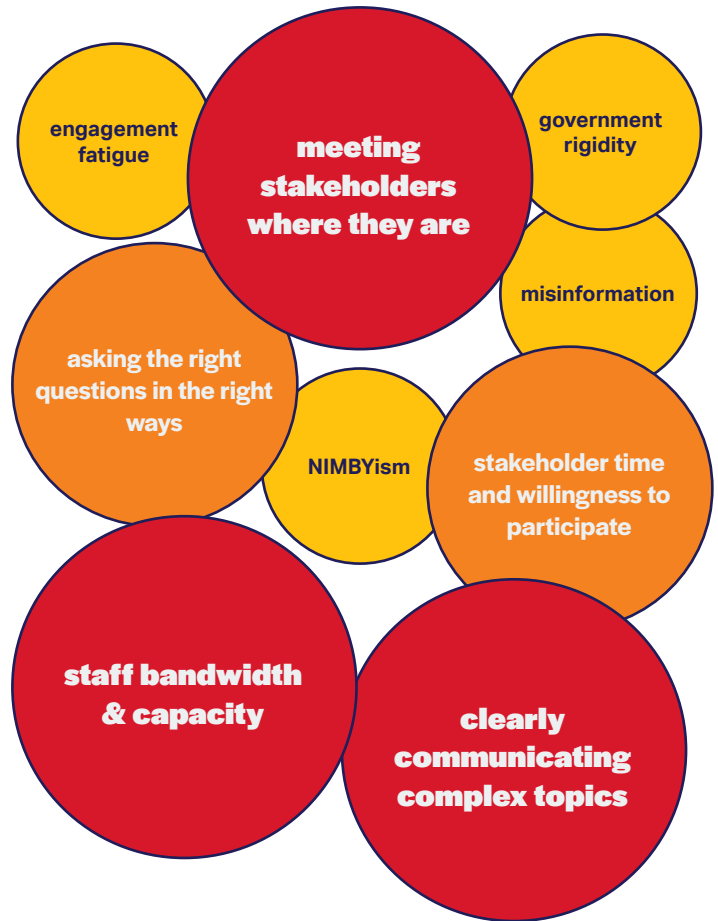 engagement
fatigue
meeting
stakeholders
where they are
government
rigidity
misinformation
asking the right
questions in the right
ways
NIMBYism
stakeholder time
and willingness to
participate
staff bandwidth
& capacity
clearly
communicating
complex topics